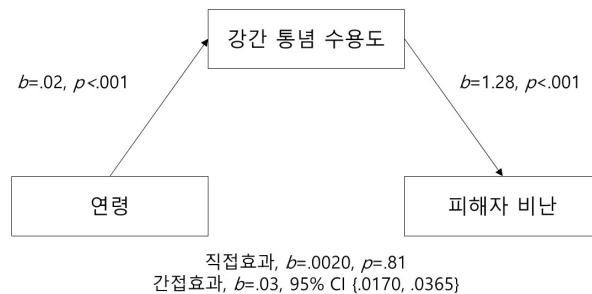 강간 통념 수용도
b=.02, p<.001
b=1.28, p<.001
연령
피해자 비난
직접효과, b=.0020, p=.81
간접효과, b=.03, 95% CI {.0170, .0365}